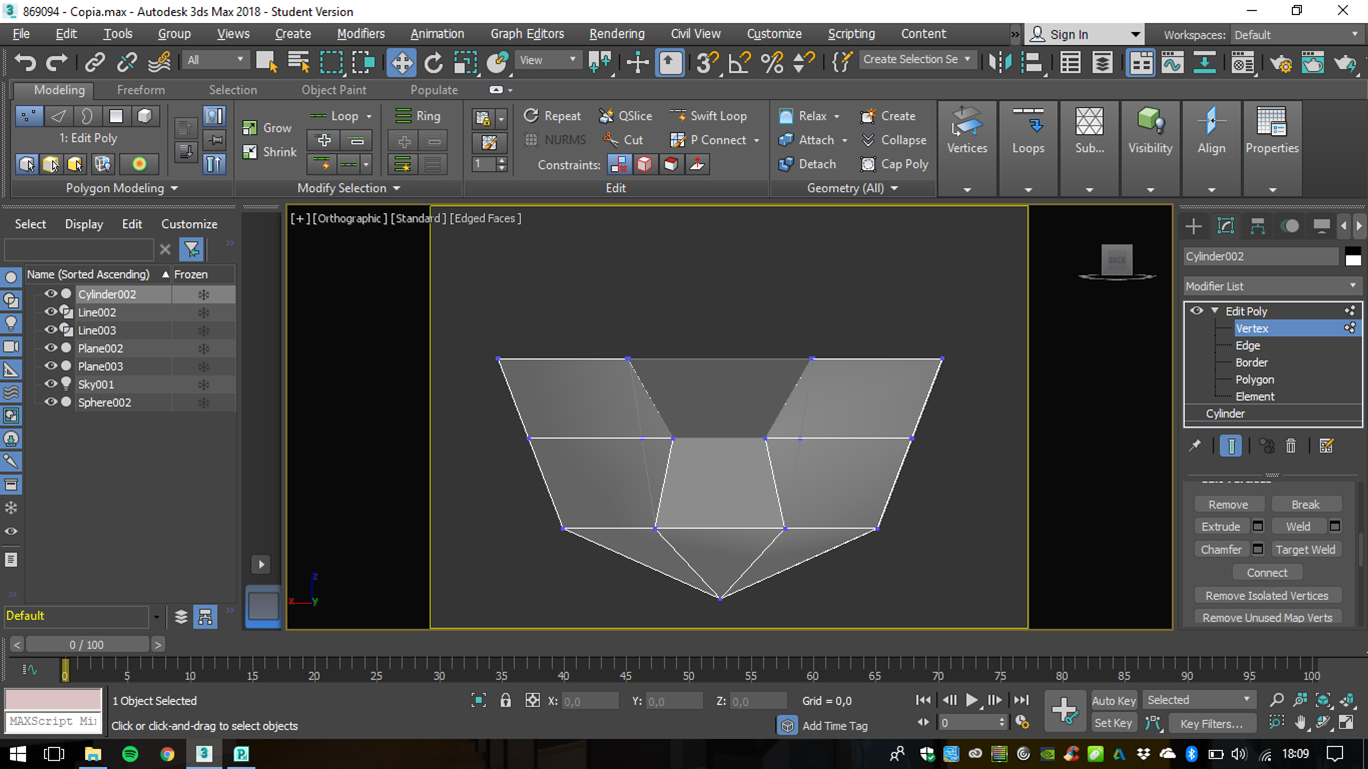 869094 - Copia.max - Autodesk 3ds Max 2018 - Student Version
File Edit Tools Group Views Create Modifiers Animation Graph Editors Rendering Civil View Customize Scripting Content » Sign In Workspaces: Default
All View 3 Create Selection Se
Modeling Freeform Selection Object Paint Populate
1: Edit Poly
Grow
Shrink
Loop Ring
Repeat QSlice Swift Loop
NURMS Cut P Connect
1 Constraints:
Relax Create
Attach Collapse
Detach Cap Poly
Vertices Loops Sub... Visibility Align Properties
Polygon Modeling Modify Selection Edit Geometry (All)
Select Display Edit Customize
Name (Sorted Ascending) Frozen
Cylinder002
Line002
Line003
Plane002
Plane003
Sky001
Sphere002
Default
[+] [Orthographic] [Standard] [Edged Faces]
BACK
z
x y
Cylinder002
Modifier List
Edit Poly
Vertex
Edge
Border
Polygon
Element
Cylinder
Remove Break
Extrude Weld
Chamfer Target Weld
Connect
Remove Isolated Vertices
Remove Unused Map Verts
< 0 / 100 >
0 5 10 15 20 25 30 35 40 45 50 55 60 65 70 75 80 85 90 95 100
1 Object Selected
X: 0,0 Y: 0,0 Z: 0,0 Grid = 0,0
Auto Key Selected
MAXScript Mi
Click or click-and-drag to select objects
Add Time Tag
0
Set Key Key Filters...
3 P
18:09